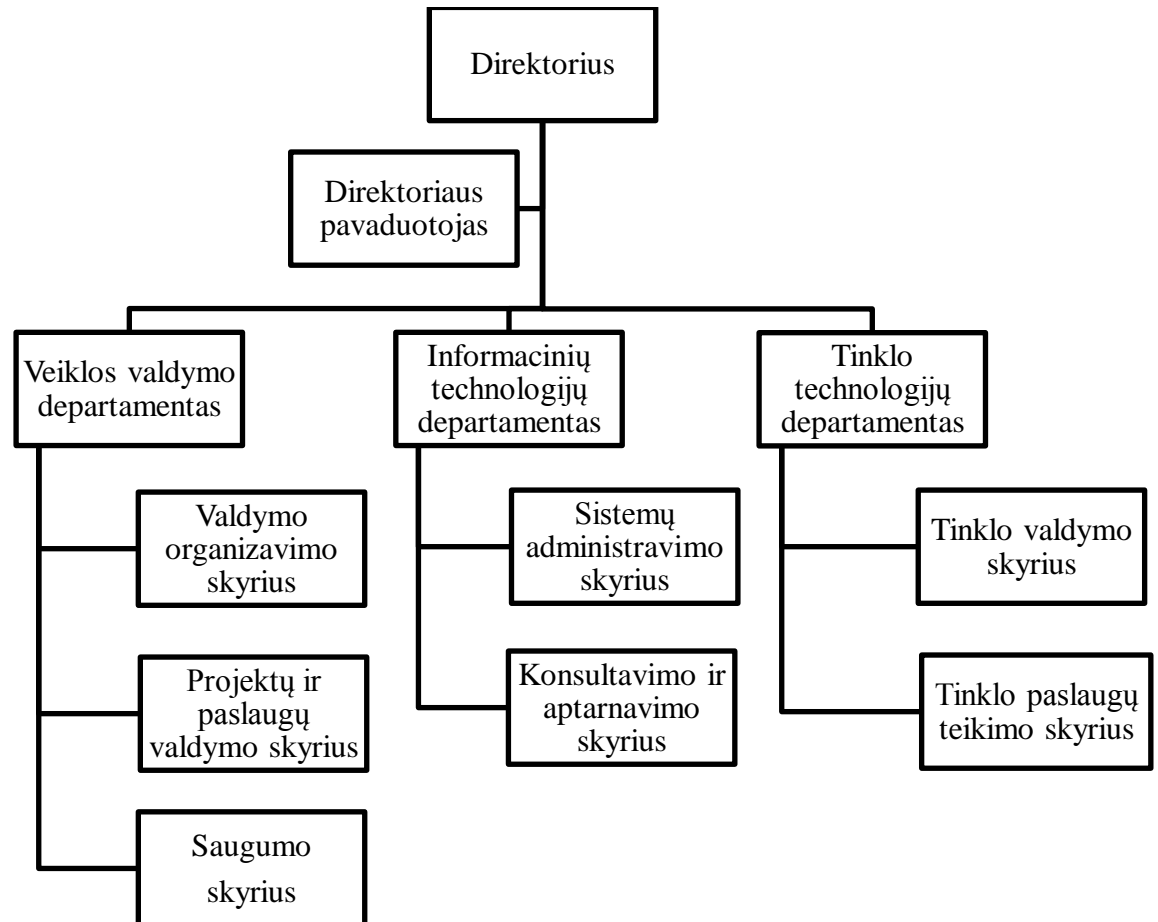 Direktorius
Direktoriaus
pavaduotojas
Veiklos valdymo
departamentas
Informacinių
technologijų
departamentas
Tinklo
technologijų
departamentas
Valdymo
organizavimo
skyrius
Projektų ir
paslaugų
valdymo skyrius
Saugumo
skyrius
Sistemų
administravimo
skyrius
Konsultavimo ir
aptarnavimo
skyrius
Tinklo valdymo
skyrius
Tinklo paslaugų
teikimo skyrius